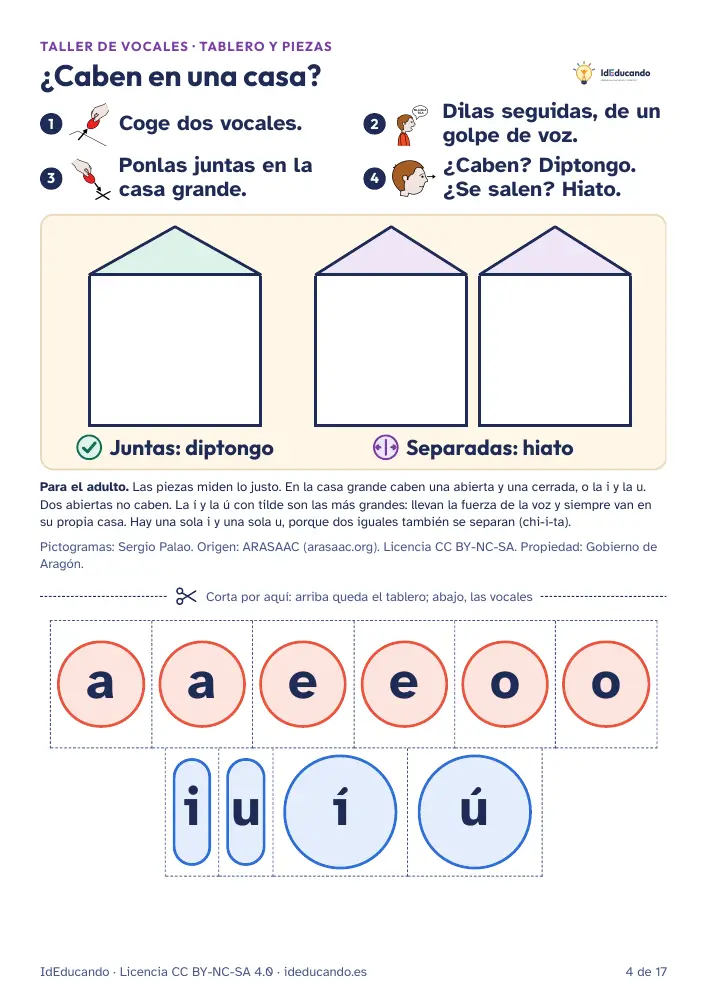 TALLER DE VOCALES · TABLERO Y PIEZAS
¿Caben en una casa?
IdEducando
1 Coge dos vocales.
2 Dilas seguidas, de un
golpe de voz.
3 Ponlas juntas en la
casa grande.
4 ¿Caben? Diptongo.
¿Se salen? Hiato.
Juntas: diptongo
Separadas: hiato
Para el adulto. Las piezas miden lo justo. En la casa grande caben una abierta y una cerrada, o la i y la u.
Dos abiertas no caben. La í y la ú con tilde son las más grandes: llevan la fuerza de la voz y siempre van en
su propia casa. Hay una sola i y una sola u, porque dos iguales también se separan (chi-i-ta).
Pictogramas: Sergio Palao. Origen: ARASAAC (arasaac.org). Licencia CC BY-NC-SA. Propiedad: Gobierno de
Aragón.
Corta por aquí: arriba queda el tablero; abajo, las vocales
a a e e o o
i u í ú
IdEducando · Licencia CC BY-NC-SA 4.0 · ideducando.es
4 de 17